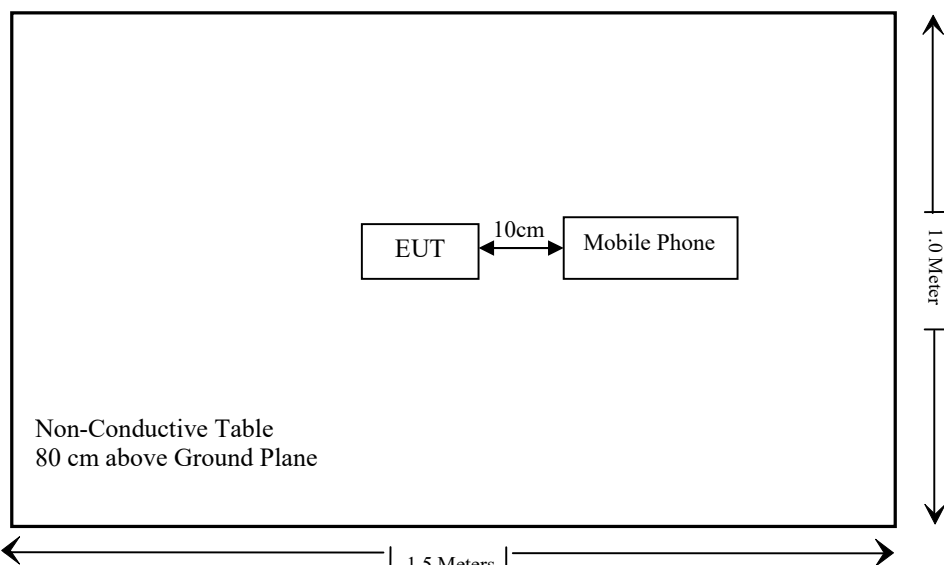 10cm
EUT
Mobile Phone
1.0 Meter
Non-Conductive Table
80 cm above Ground Plane
1.5 Meters